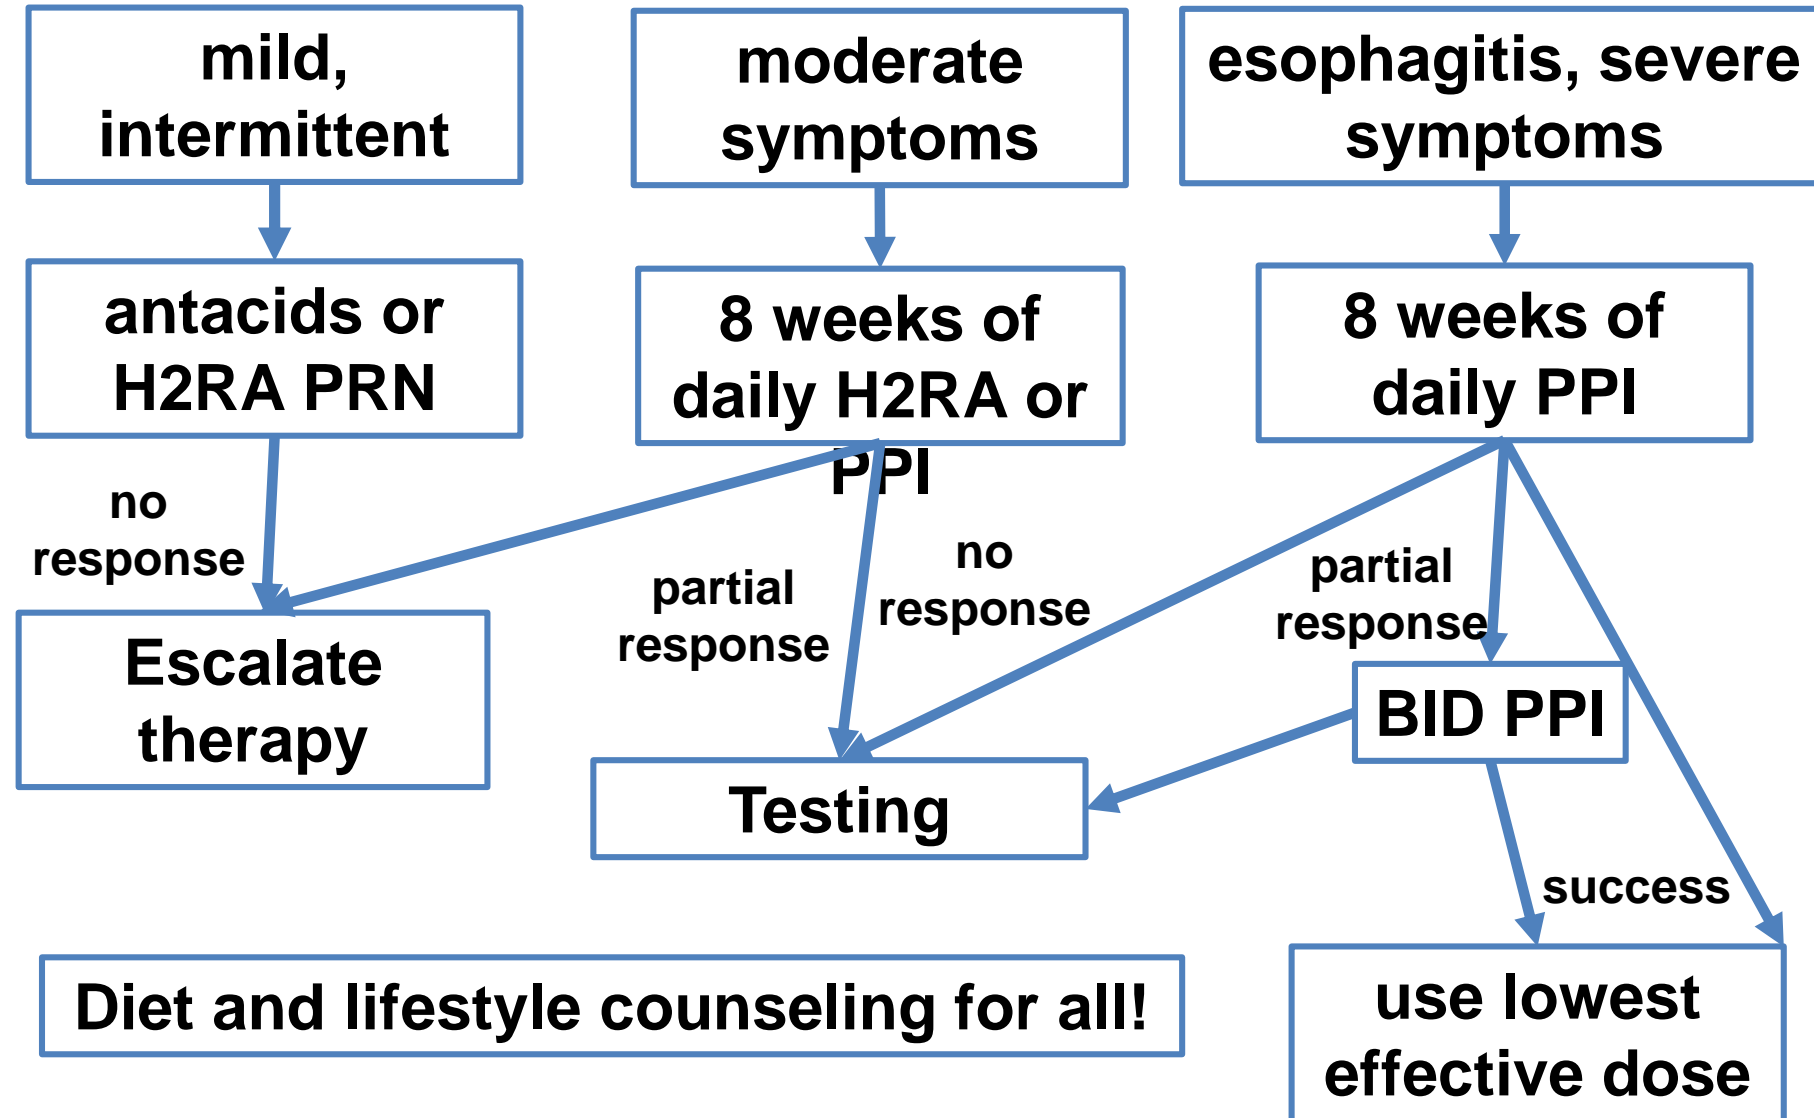 mild,
intermittent
moderate
symptoms
esophagitis, severe
symptoms
antacids or
H2RA PRN
8 weeks of
daily H2RA or
PPI
8 weeks of
daily PPI
no
response
partial
response
no
response
partial
response
Escalate
therapy
BID PPI
Testing
success
Diet and lifestyle counseling for all!
use lowest
effective dose